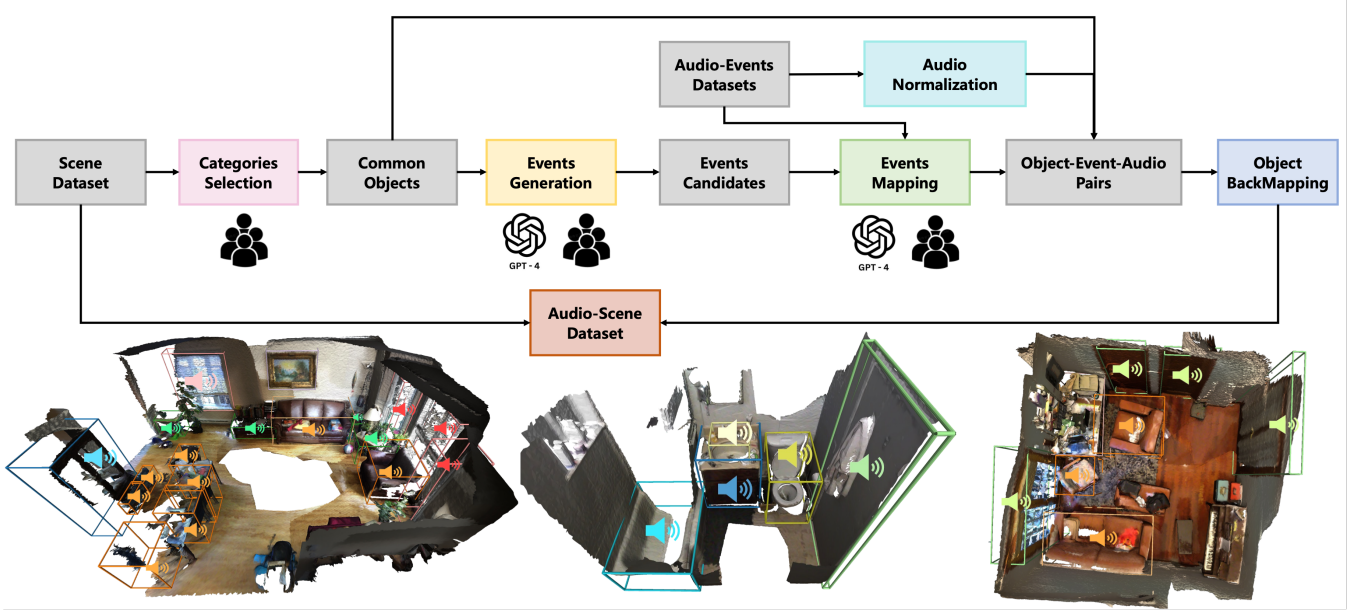 Audio-Events
Datasets
Audio
Normalization
Scene
Dataset
Categories
Selection
Common
Objects
Events
Generation
Events
Candidates
Events
Mapping
Object-Event-Audio
Pairs
Object
BackMapping
GPT - 4
GPT - 4
Audio-Scene
Dataset